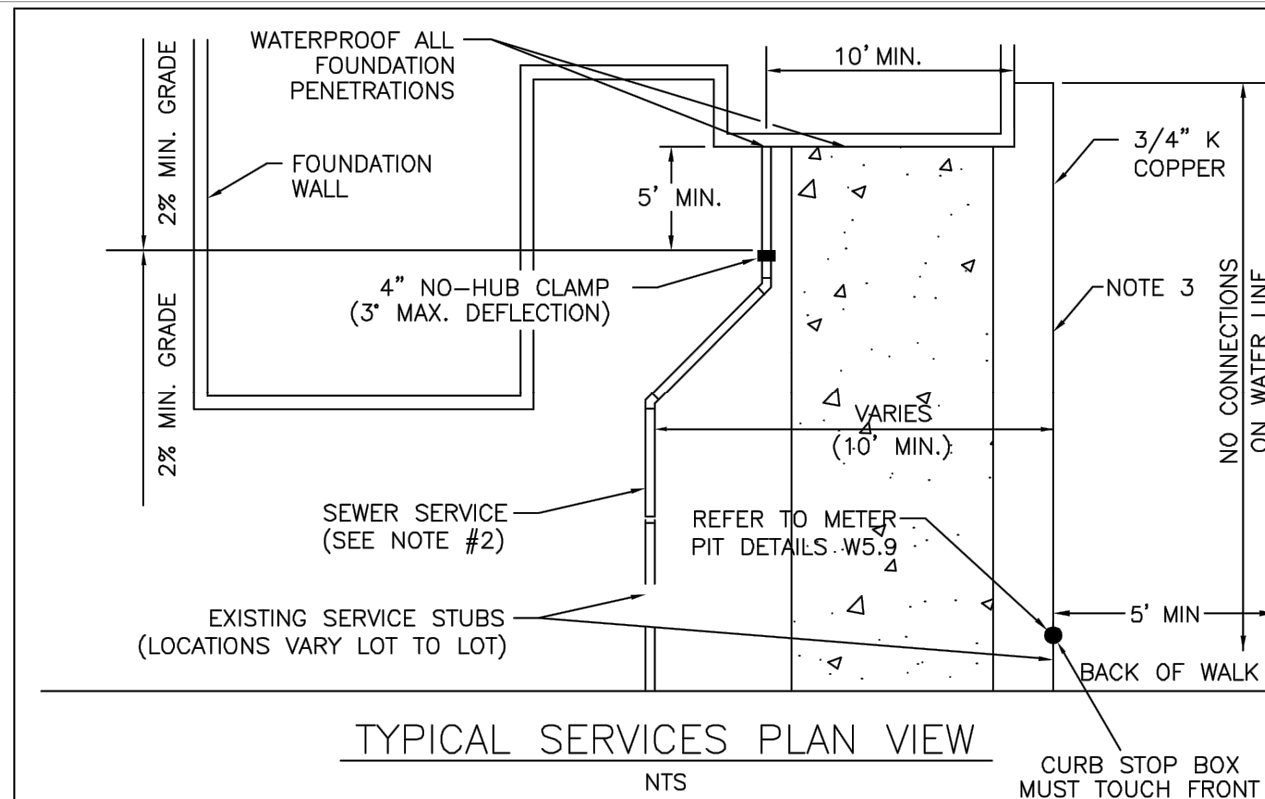 WATERPROOF ALL
FOUNDATION
PENETRATIONS
10' MIN.
2% MIN. GRADE
FOUNDATION
WALL
5' MIN.
3/4" K
COPPER
4" NO-HUB CLAMP
(3° MAX. DEFLECTION)
NOTE 3
2% MIN. GRADE
NO CONNECTIONS
ON WATER LINE
VARIES
(10' MIN.)
SEWER SERVICE
(SEE NOTE #2)
REFER TO METER
PIT DETAILS W5.9
EXISTING SERVICE STUBS
(LOCATIONS VARY LOT TO LOT)
5' MIN
BACK OF WALK
TYPICAL SERVICES PLAN VIEW
NTS
CURB STOP BOX
MUST TOUCH FRONT